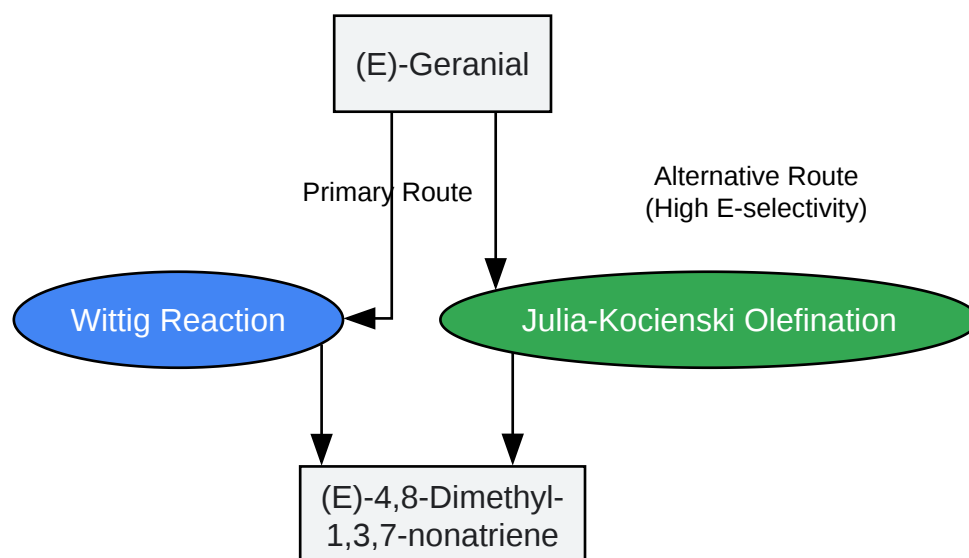 (E)-Geranial
Primary Route
Alternative Route
(High E-selectivity)
Wittig Reaction
Julia-Kocienski Olefination
(E)-4,8-Dimethyl-
1,3,7-nonatriene